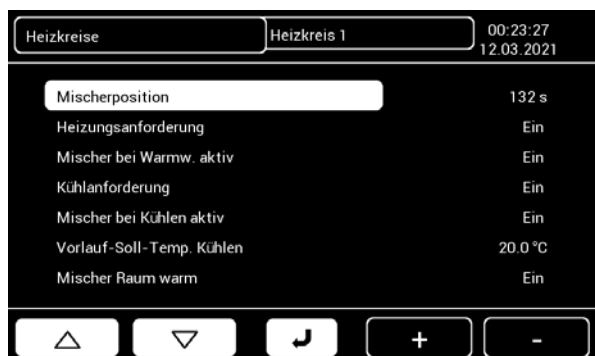 Heizkreise Heizkreis 1 00:23:27
12.03.2021
Mischerposition 132 s
Heizungsanforderung Ein
Mischer bei Warmw. aktiv Ein
Kühlanforderung Ein
Mischer bei Kühlen aktiv Ein
Vorlauf-Soll-Temp. Kühlen 20.0 °C
Mischer Raum warm Ein
+ -